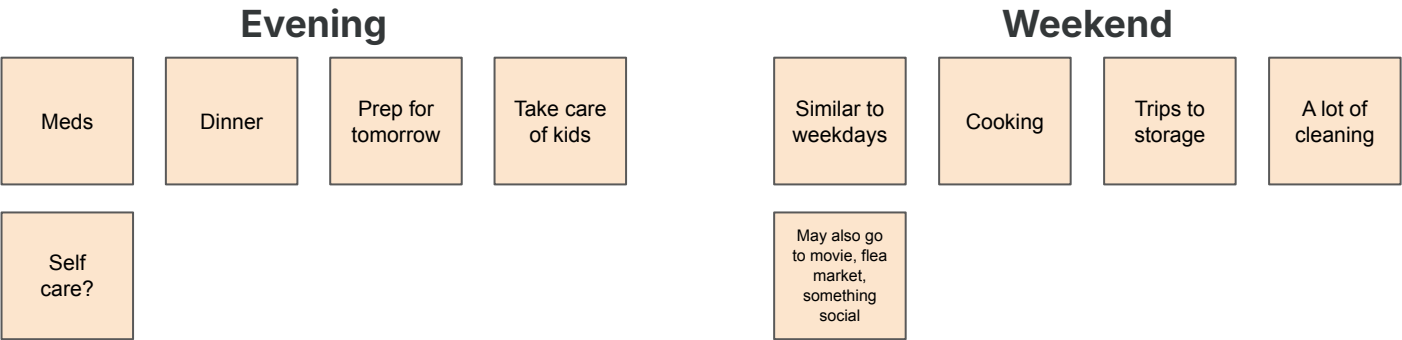 Evening
Meds
Dinner
Prep for
tomorrow
Take care
of kids
Self
care?
Weekend
Similar to
weekdays
Cooking
Trips to
storage
A lot of
cleaning
May also go
to movie, flea
market,
something
social